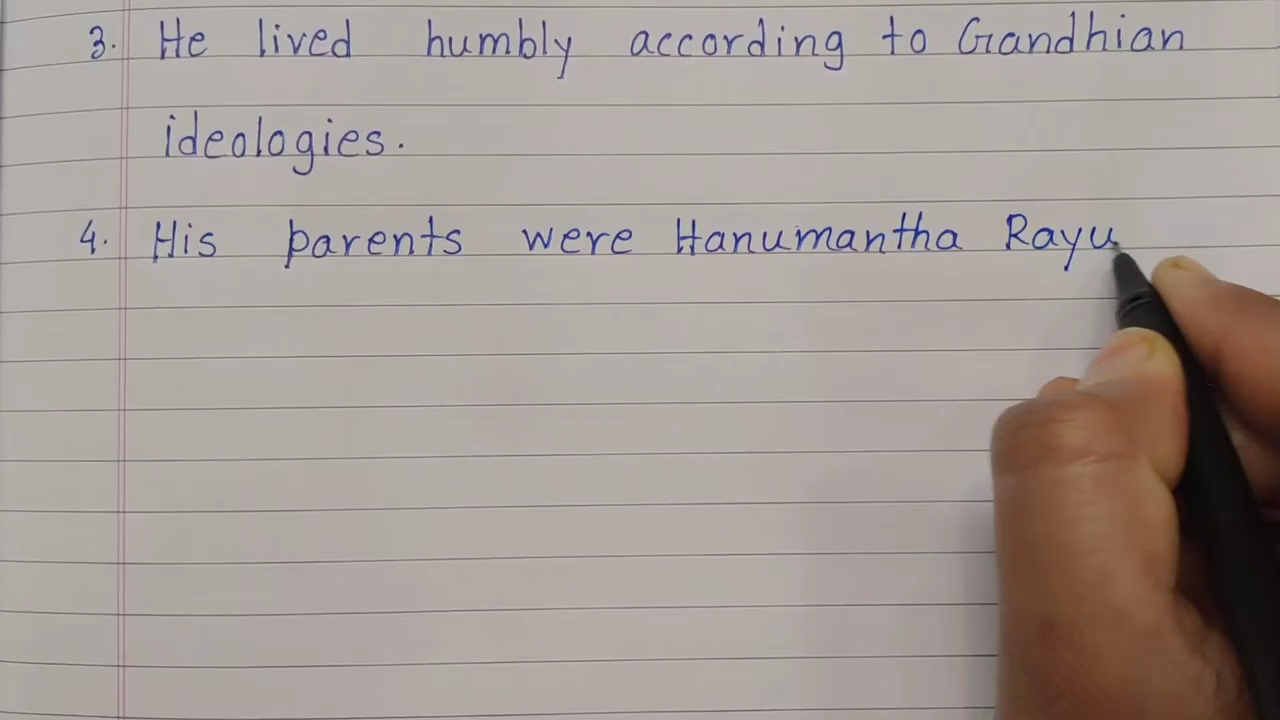 3. He lived humbly according to Gandhian
ideologies.
4. His parents were Hanumantha Rayu